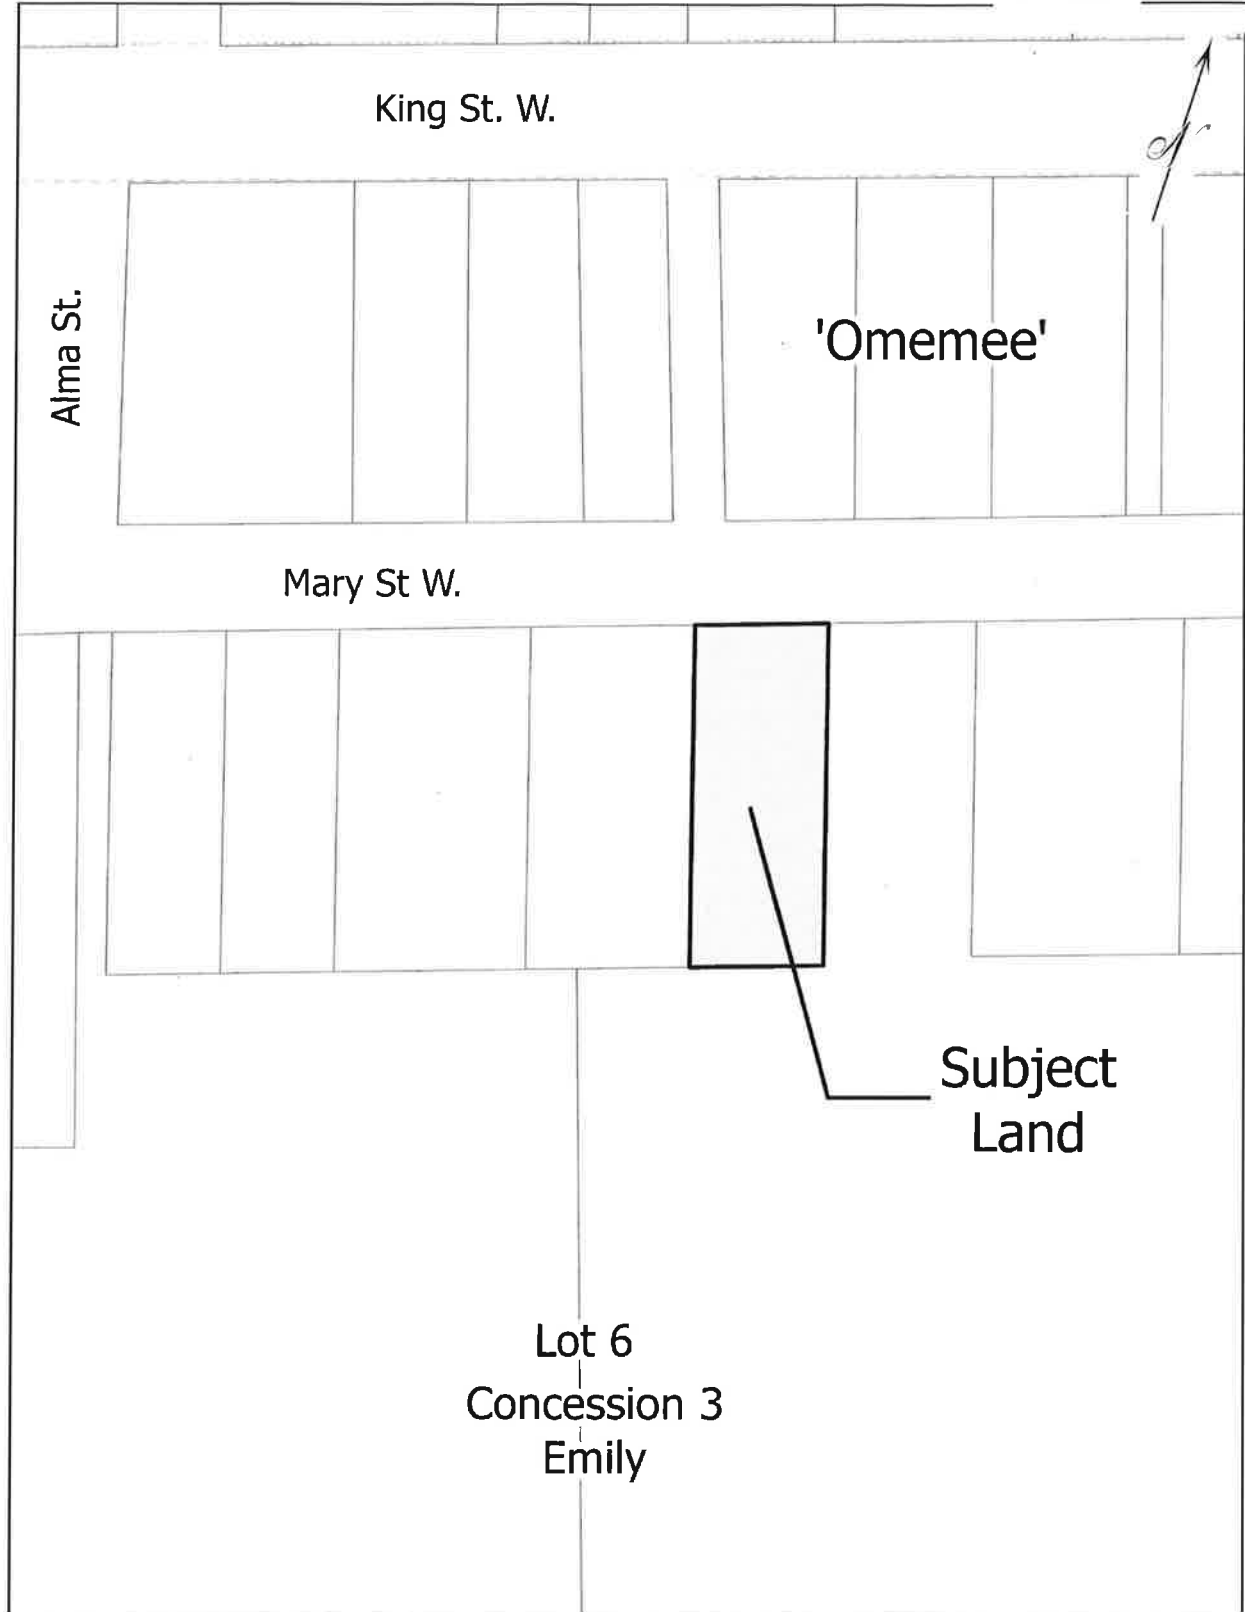 King St. W.
Alma St.
'Omemee'
Mary St W.
Subject
Land
Lot 6
Concession 3
Emily